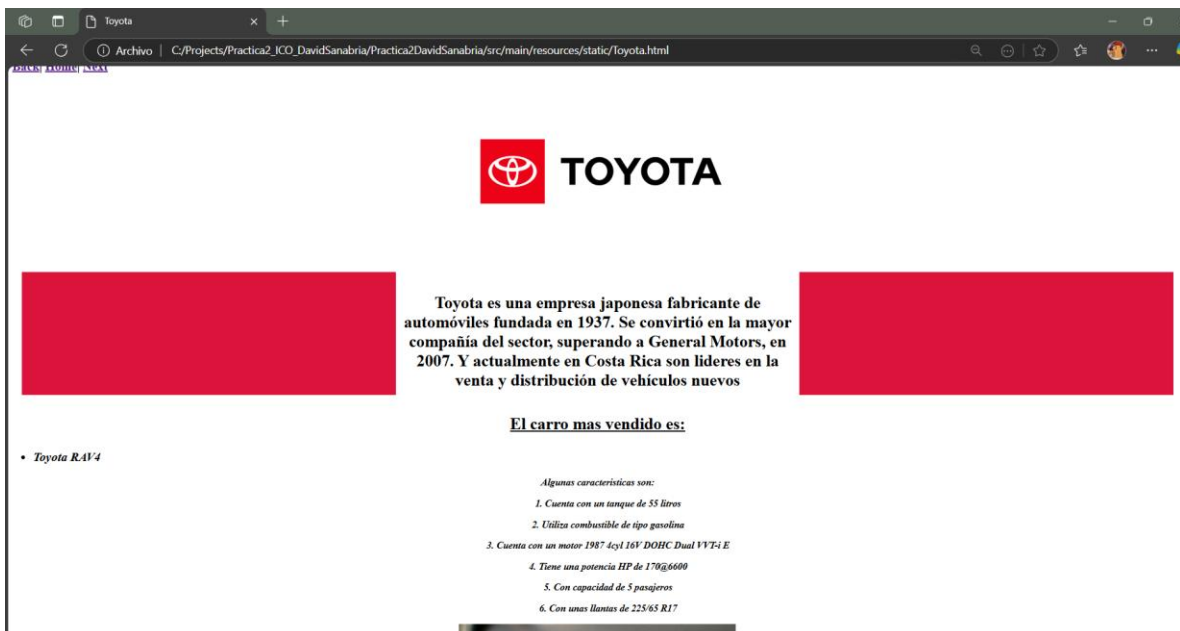 Toyota
Archivo
C:/Projects/Practica2_ICO_DavidSanabria/Practica2DavidSanabria/src/main/resources/static/Toyota.html
Back| Home| Next
TOYOTA
Toyota es una empresa japonesa fabricante de
automóviles fundada en 1937. Se convirtió en la mayor
compañía del sector, superando a General Motors, en
2007. Y actualmente en Costa Rica son lideres en la
venta y distribución de vehículos nuevos
El carro mas vendido es:
• Toyota RAV4
Algunas caracteristicas son:
1. Cuenta con un tanque de 55 litros
2. Utiliza combustible de tipo gasolina
3. Cuenta con un motor 1987 4cyl 16V DOHC Dual VVT-i E
4. Tiene una potencia HP de 170@6600
5. Con capacidad de 5 pasajeros
6. Con unas llantas de 225/65 R17